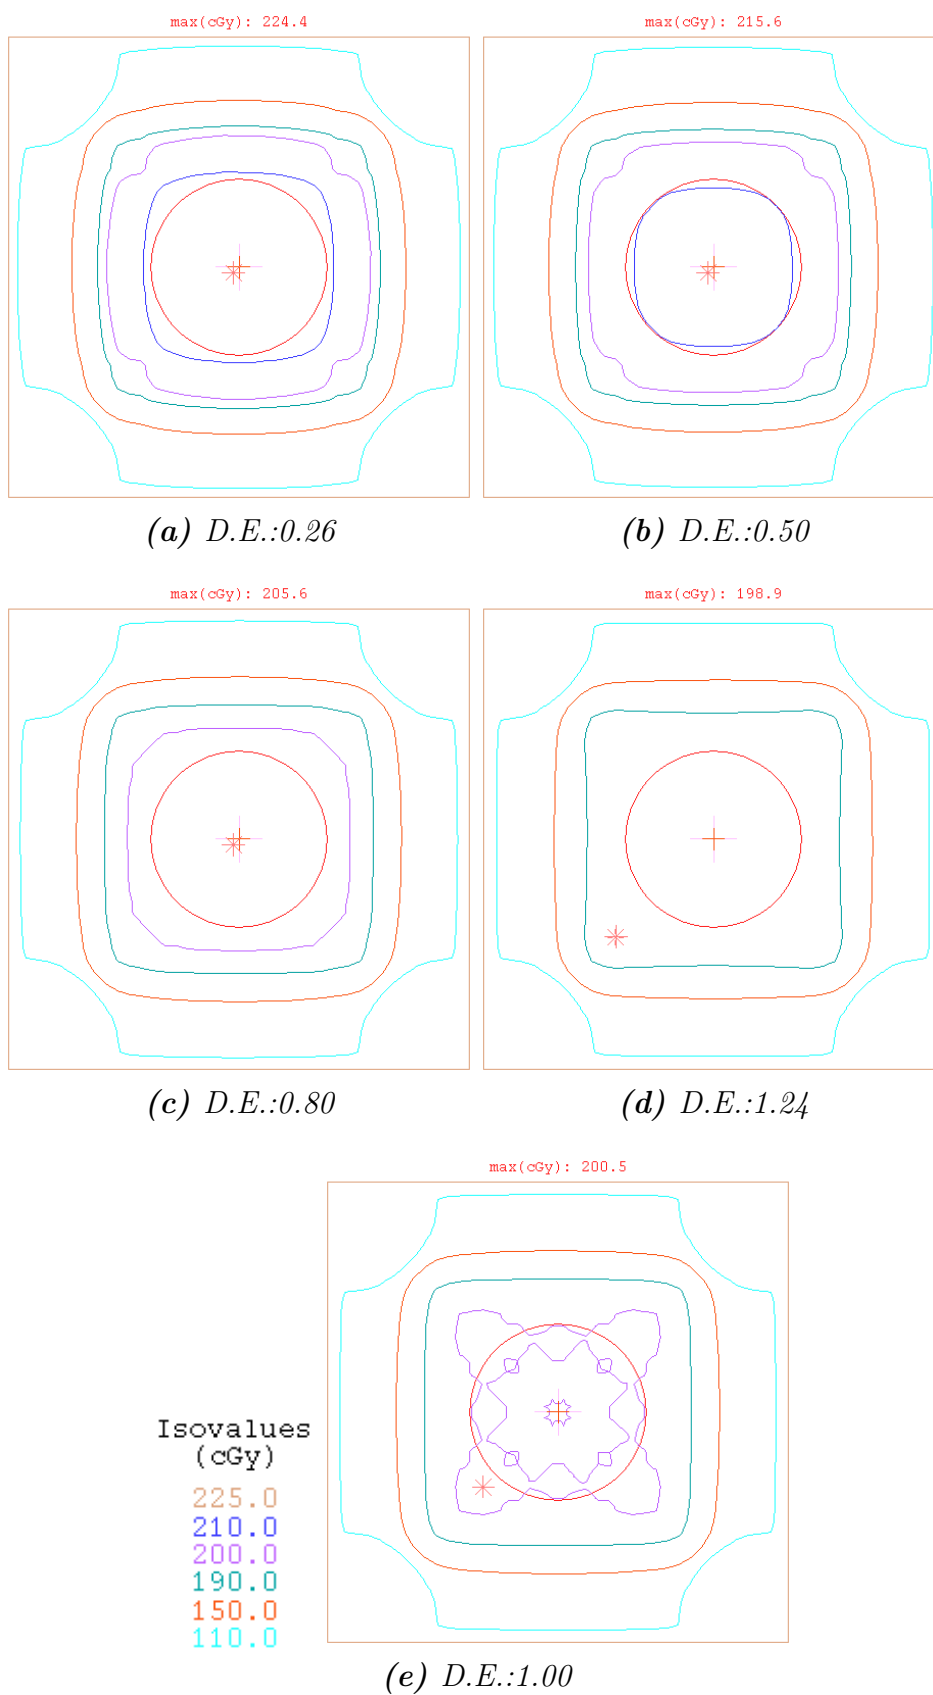 max(cGy): 224.4
max(cGy): 215.6
(a) D.E.:0.26
(b) D.E.:0.50
max(cGy): 205.6
max(cGy): 198.9
(c) D.E.:0.80
(d) D.E.:1.24
max(cGy): 200.5
Isovalues
(cGy)
225.0
210.0
200.0
190.0
150.0
110.0
(e) D.E.:1.00